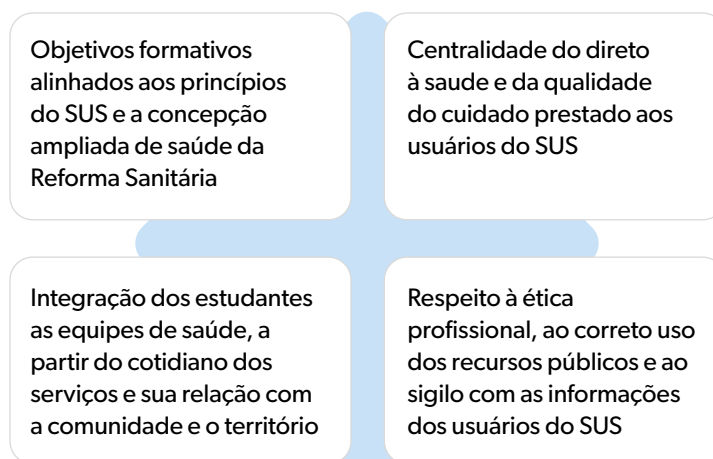 Objetivos formativos
alinhados aos princípios
do SUS e a concepção
ampliada de saúde da
Reforma Sanitária
Centralidade do direto
à saude e da qualidade
do cuidado prestado aos
usuários do SUS
Integração dos estudantes
as equipes de saúde, a
partir do cotidiano dos
serviços e sua relação com
a comunidade e o território
Respeito à ética
profissional, ao correto uso
dos recursos públicos e ao
sigilo com as informações
dos usuários do SUS